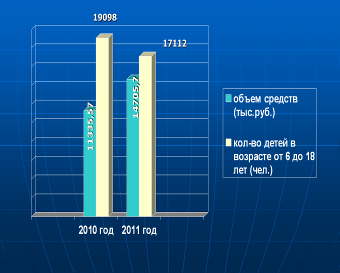 19098
17112
11335,57
14705,7
объем средств
(тыс.руб.)
кол-во детей в
возрасте от 6 до 18
лет (чел.)
2010 год
2011 год